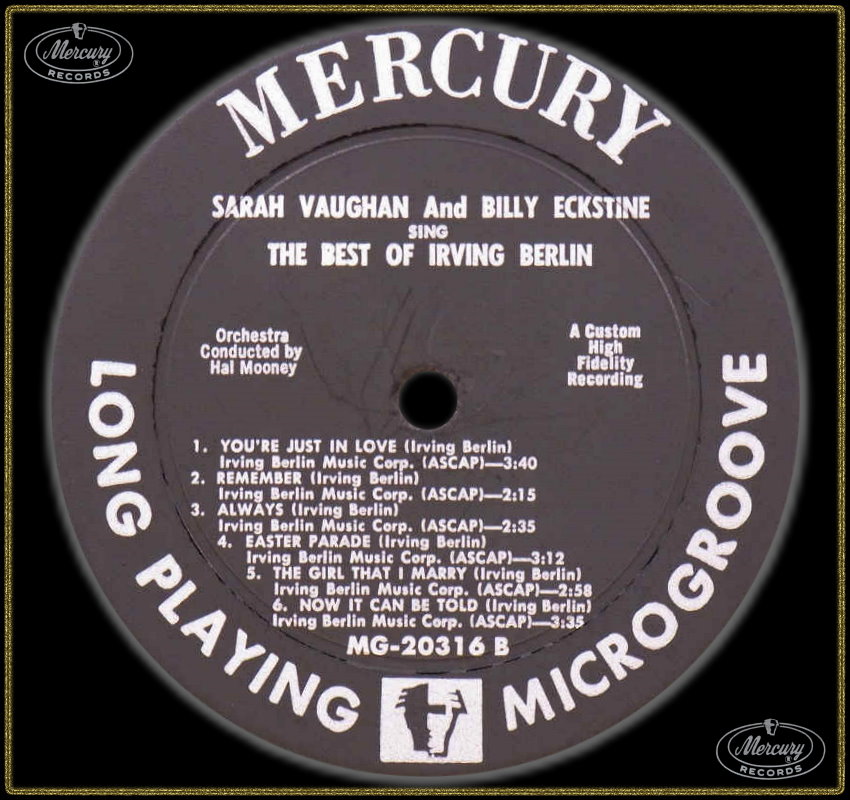 Mercury
R
RECORDS
MERCURY
SARAH VAUGHAN And BILLY ECKSTINE
SING
THE BEST OF IRVING BERLIN
Orchestra
Conducted by
Hal Mooney
A Custom
High
Fidelity
Recording
1. YOU'RE JUST IN LOVE (Irving Berlin)
Irving Berlin Music Corp. (ASCAP)—3:40
2. REMEMBER (Irving Berlin)
Irving Berlin Music Corp. (ASCAP)—2:15
3. ALWAYS (Irving Berlin)
Irving Berlin Music Corp. (ASCAP)—2:35
4. EASTER PARADE (Irving Berlin)
Irving Berlin Music Corp. (ASCAP)—3:12
5. THE GIRL THAT I MARRY (Irving Berlin)
Irving Berlin Music Corp. (ASCAP)—2:58
6. NOW IT CAN BE TOLD (Irving Berlin)
Irving Berlin Music Corp. (ASCAP)—3:35
MG-20316 B
LONG PLAYING MICROGROOVE
Mercury
R
RECORDS